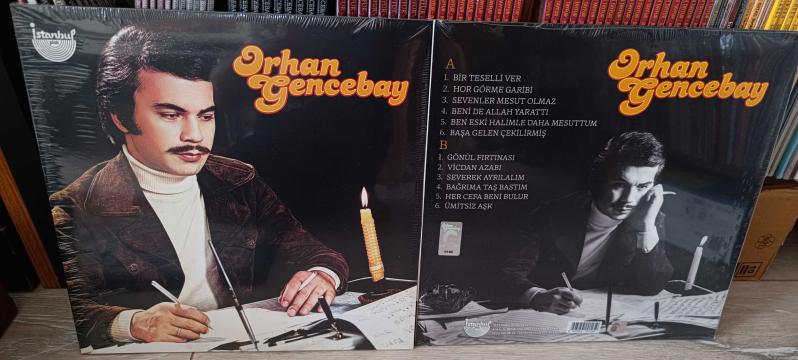 istanbul
Orhan
Gencebay
Orhan
Gencebay
A
1. BİR TESELLİ VER
2. HOR GÖRME GARİBİ
3. SEVENLER MESUT OLMAZ
4. BENİ DE ALLAH YARATTI
5. BEN ESKİ HALİMLE DAHA MESUTTUM
6. BAŞA GELEN ÇEKİLİRMİŞ
B
1. GÖNÜL FIRTINASI
2. VİCDAN AZABI
3. SEVEREK AYRILALIM
4. BAĞRIMA TAŞ BASTIM
5. HER CEFA BENİ BULUR
6. ÜMİTSİZ AŞK
istanbul